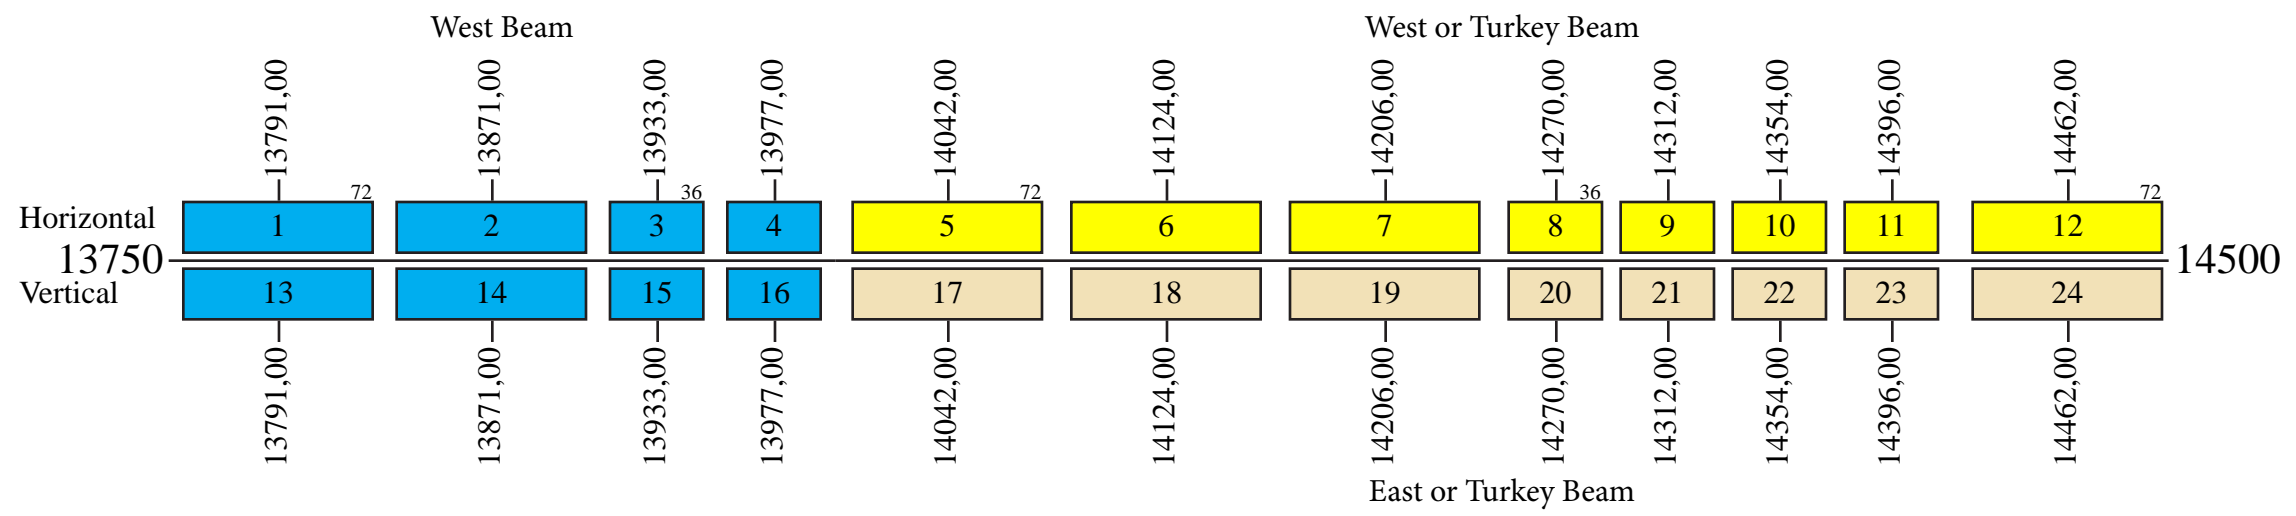 West Beam
West or Turkey Beam
13791,00 13871,00 13933,00 13977,00 14042,00 14124,00 14206,00 14270,00 14312,00 14354,00 14396,00 14462,00
72 36 72 36 72
Horizontal 1 2 3 4 5 6 7 8 9 10 11 12
13750 14500
Vertical 13 14 15 16 17 18 19 20 21 22 23 24
13791,00 13871,00 13933,00 13977,00 14042,00 14124,00 14206,00 14270,00 14312,00 14354,00 14396,00 14462,00
East or Turkey Beam